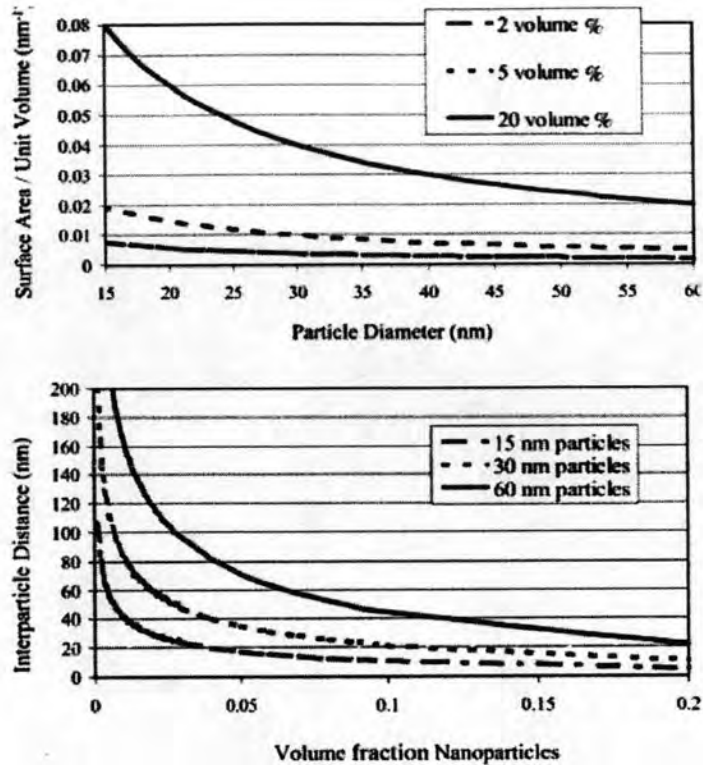 Surface Area / Unit Volume (nm⁻¹)
0.08
0.07
0.06
0.05
0.04
0.03
0.02
0.01
0
2 volume %
5 volume %
20 volume %
15 20 25 30 35 40 45 50 55 60
Particle Diameter (nm)
Interparticle Distance (nm)
200
180
160
140
120
100
80
60
40
20
0
15 nm particles
30 nm particles
60 nm particles
0 0.05 0.1 0.15 0.2
Volume fraction Nanoparticles